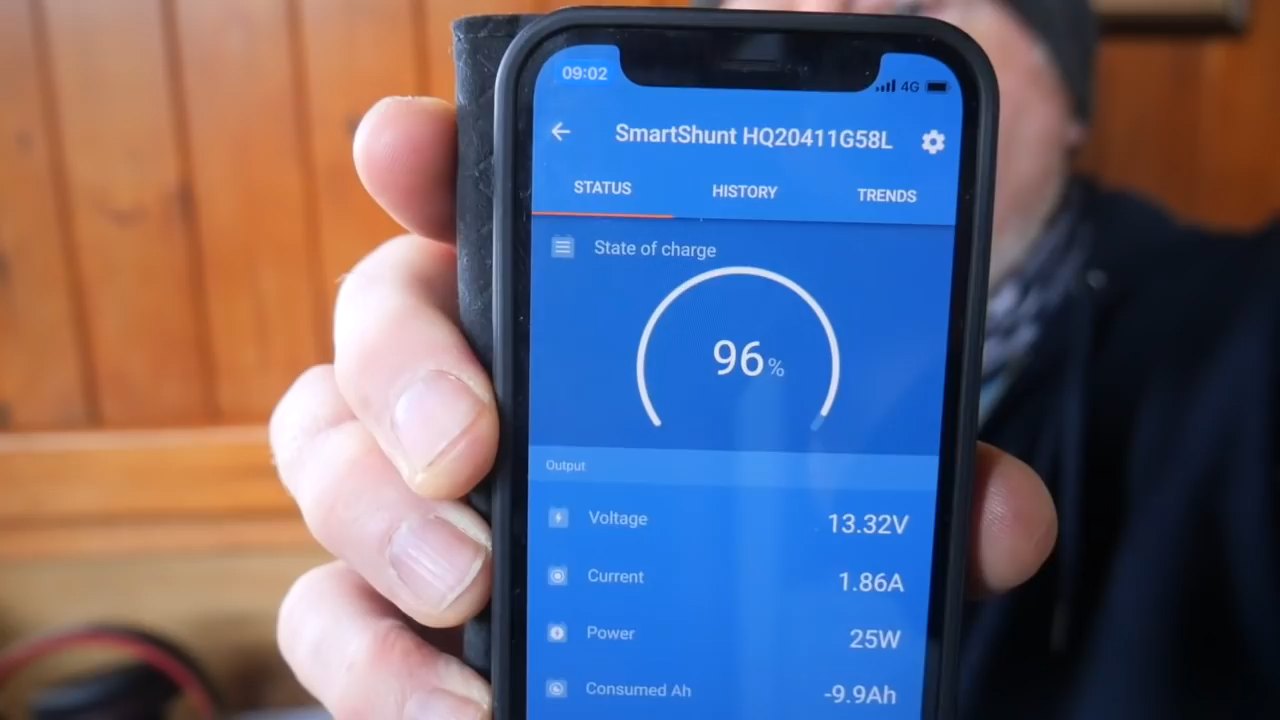 09:02
4G
SmartShunt HQ20411G58L
STATUS HISTORY TRENDS
State of charge
96%
Output
Voltage 13.32V
Current 1.86A
Power 25W
Consumed Ah -9.9Ah